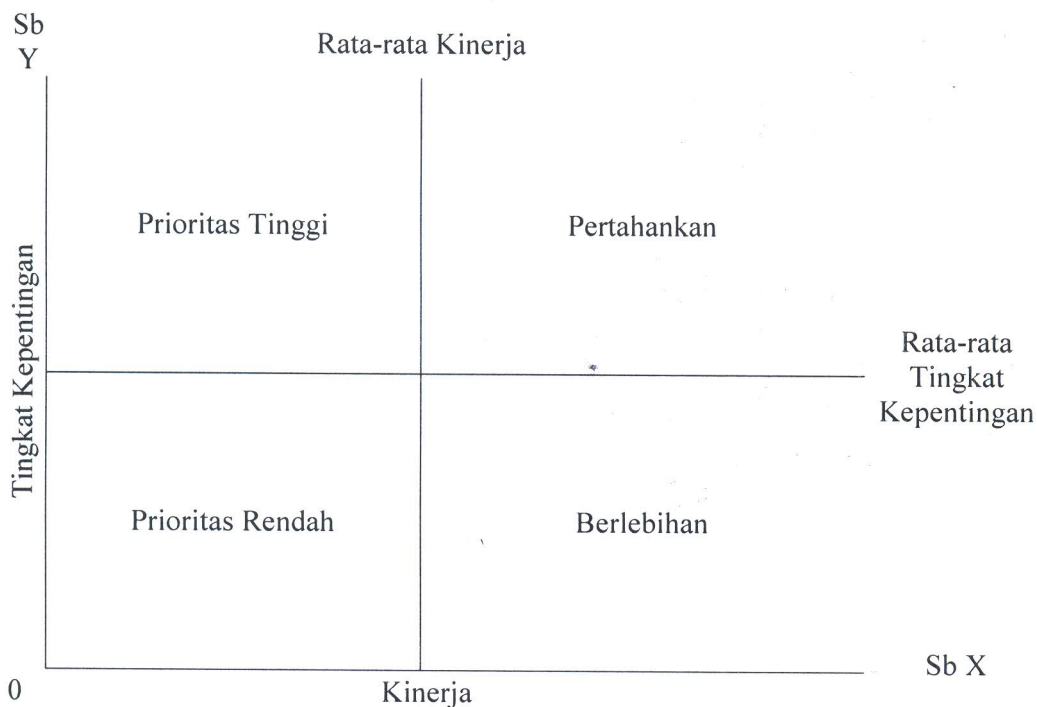 Sb
Y
Rata-rata Kinerja
Prioritas Tinggi
Pertahankan
Tingkat Kepentingan
Rata-rata
Tingkat
Kepentingan
Prioritas Rendah
Berlebihan
Sb X
0
Kinerja